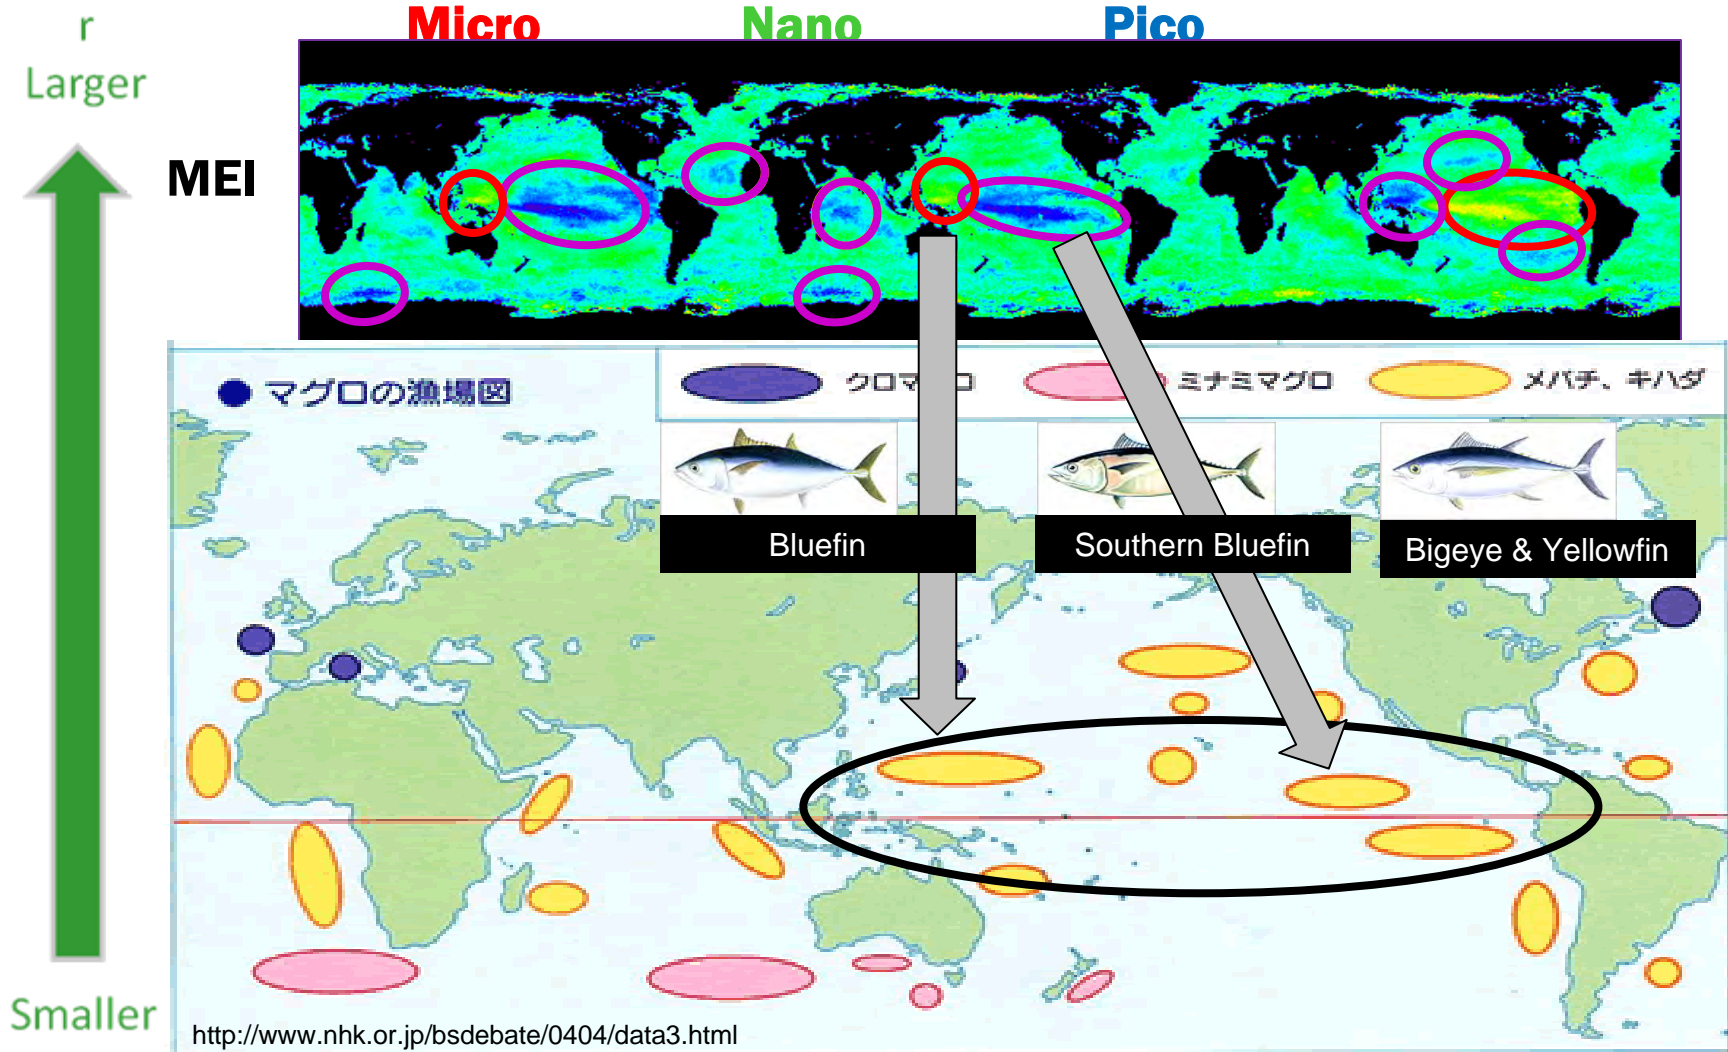 r
Larger
Micro
Nano
Pico
MEI
マグロの漁場図
ミナミマグロ
メバチ、キハダ
Bluefin
Southern Bluefin
Bigeye & Yellowfin
Smaller
http://www.nhk.or.jp/bsdebate/0404/data3.html